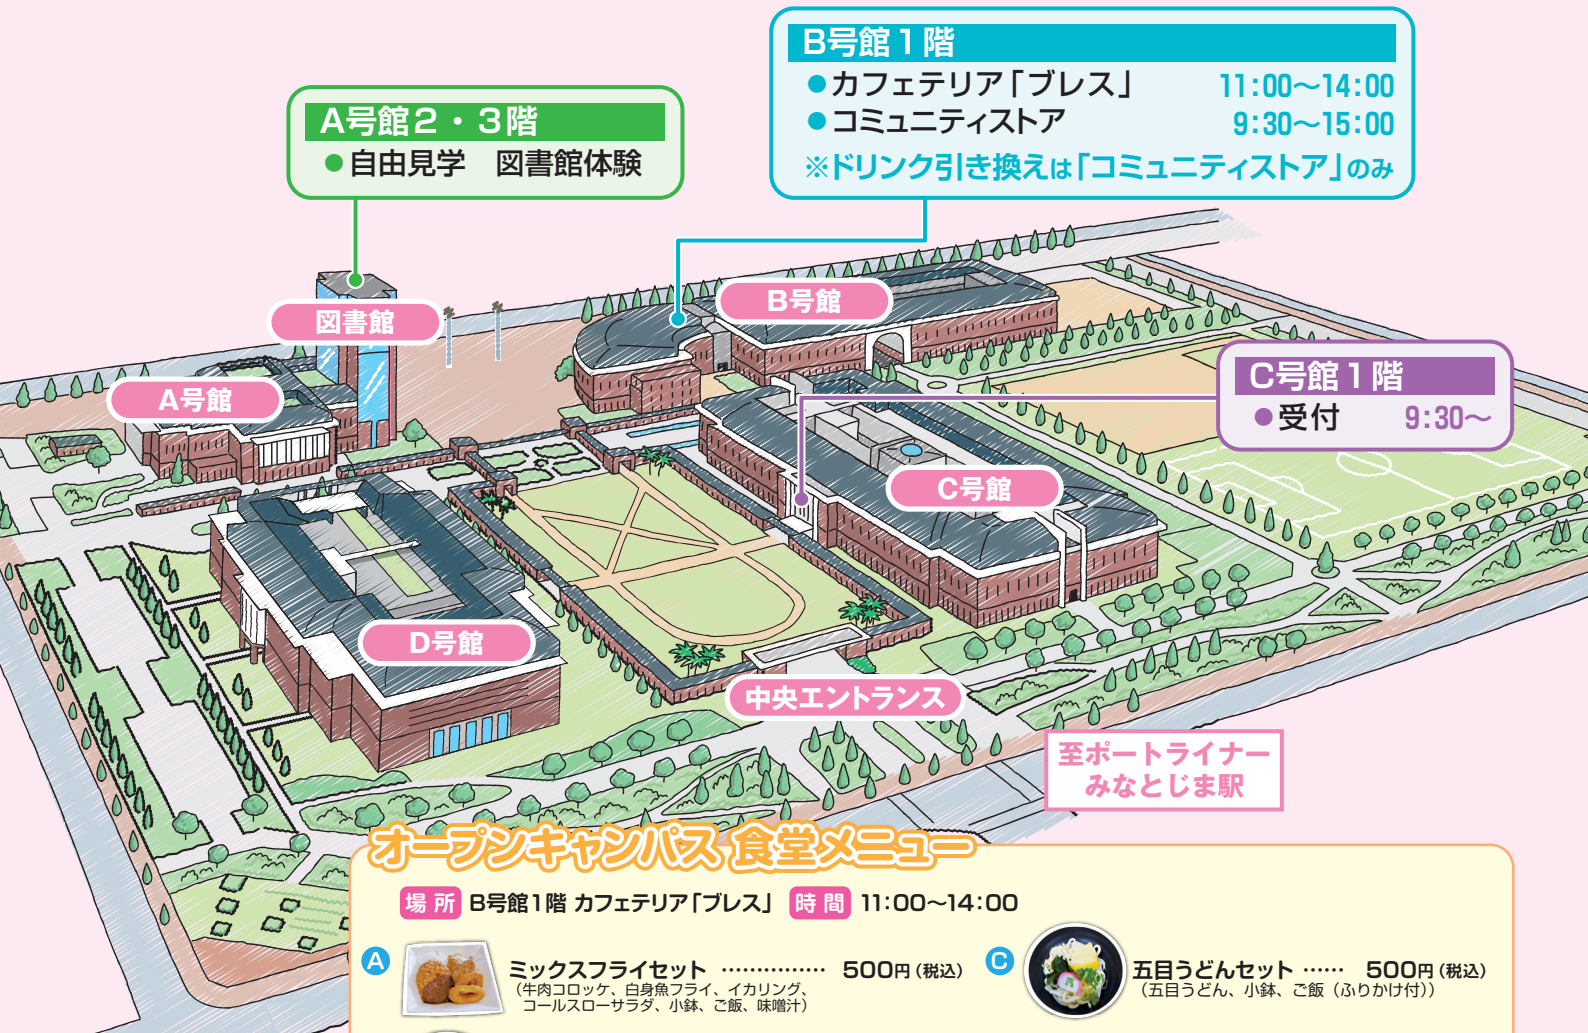 B号館1階
●カフェテリア「ブレス」 11:00〜14:00
●コミュニティストア 9:30〜15:00
※ドリンク引き換えは「コミュニティストア」のみ
A号館2・3階
●自由見学　図書館体験
図書館
B号館
A号館
C号館1階
●受付 9:30〜
C号館
D号館
中央エントランス
至ポートライナー
みなとじま駅
オープンキャンパス 食堂メニュー
場所 B号館1階 カフェテリア「ブレス」 時間 11:00〜14:00
A ミックスフライセット …………… 500円(税込)
(牛肉コロッケ、白身魚フライ、イカリング、
コールスローサラダ、小鉢、ご飯、味噌汁)
C 五目うどんセット …… 500円(税込)
(五目うどん、小鉢、ご飯(ふりかけ付))